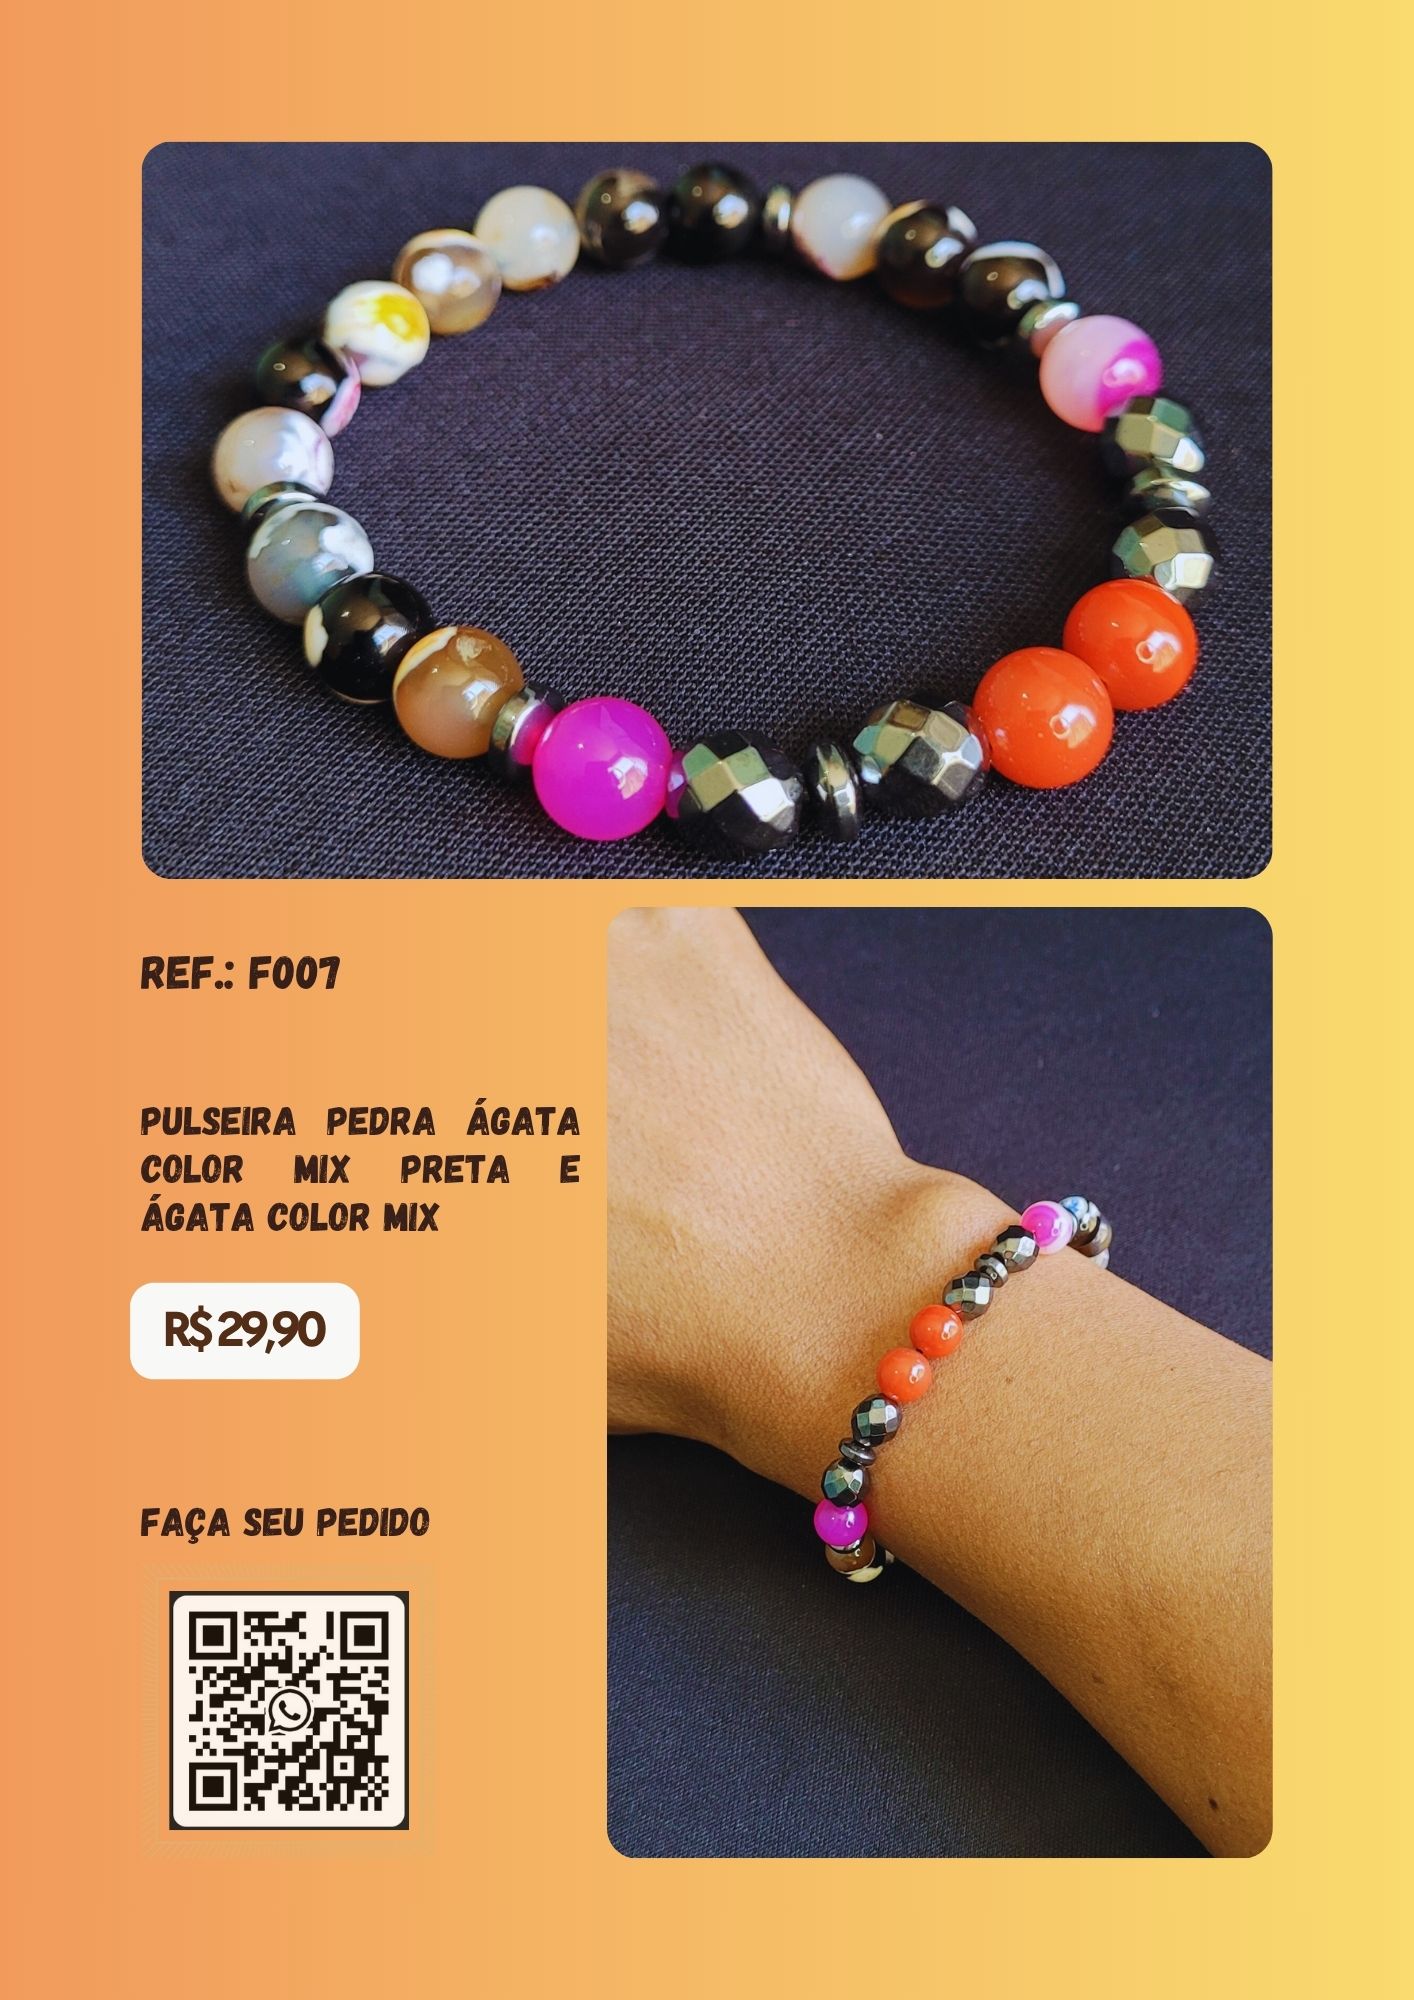 REF.: F007
PULSEIRA PEDRA ÁGATA
COLOR MIX PRETA E
ÁGATA COLOR MIX
R$29,90
FAÇA SEU PEDIDO